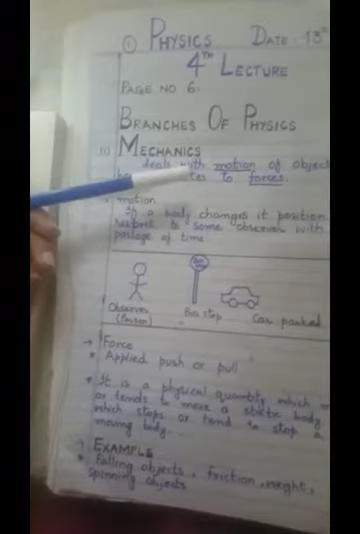 ① PHYSICS DATE : 13
4TH LECTURE
PAGE NO 6.
BRANCHES OF PHYSICS
MECHANICS
deals with motion of object
to forces.
motion
If a body changes it position
respect to some observer with
passage of time.
Bus stop
Observer (Person)
Bus stop
Car parked
→ Force
* Applied push or pull
* It is a physical quantity which
or tends to move a static body
which stops or tend to stop a
moving body.
→ EXAMPLE
* Falling objects, friction, weight,
spinning objects